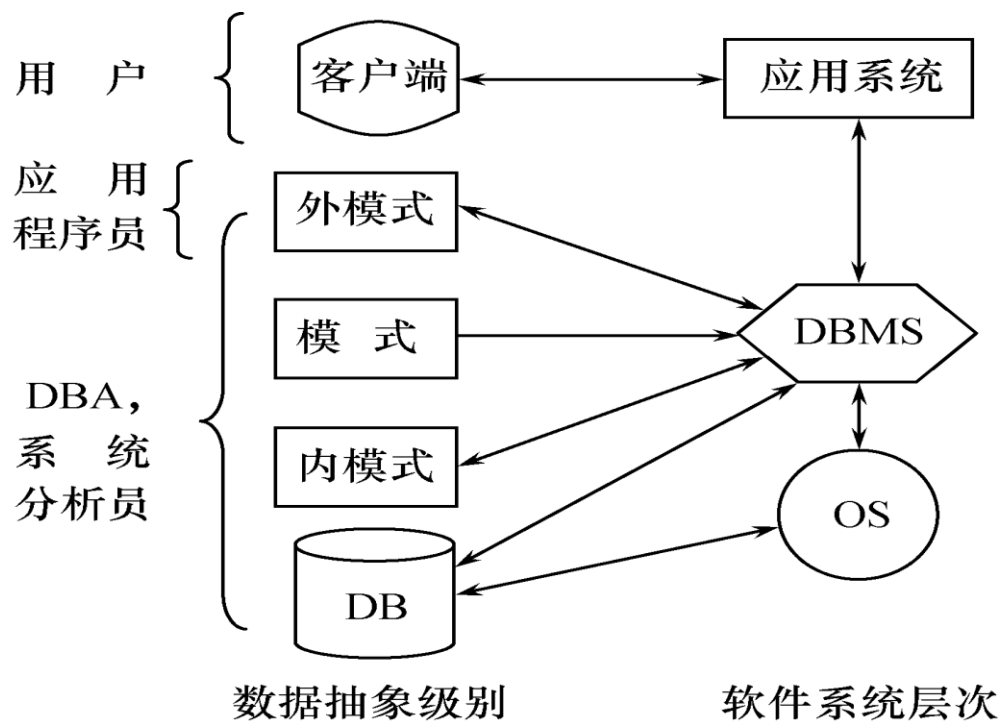 用 户
客户端
应用系统
应 用
程序员
外模式
模 式
DBMS
DBA，
系 统
分析员
内模式
OS
DB
数据抽象级别
软件系统层次